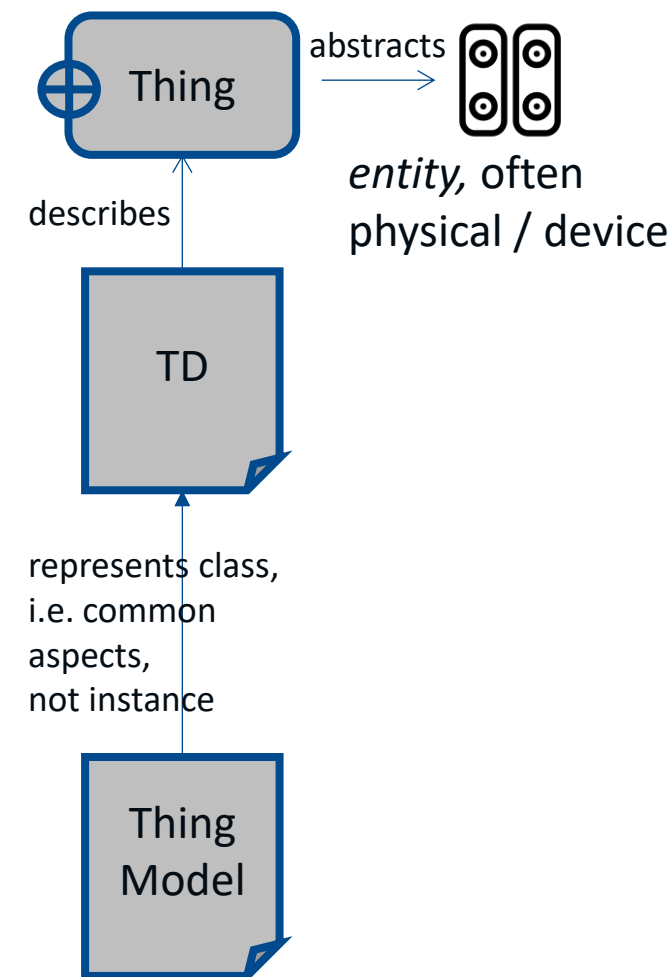 Thing
abstracts
entity, often
physical / device
describes
TD
represents class,
i.e. common
aspects,
not instance
Thing
Model